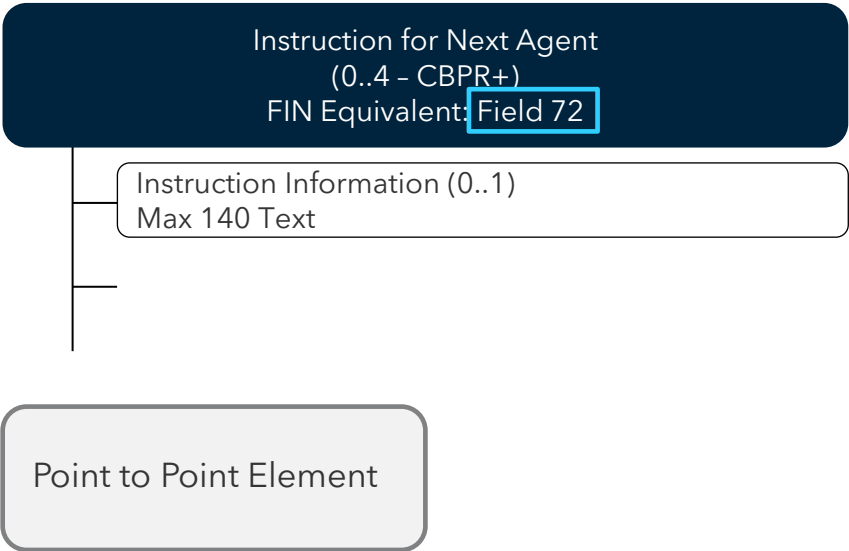 Instruction for Next Agent
(0..4 – CBPR+)
FIN Equivalent: Field 72
Instruction Information (0..1)
Max 140 Text
Point to Point Element